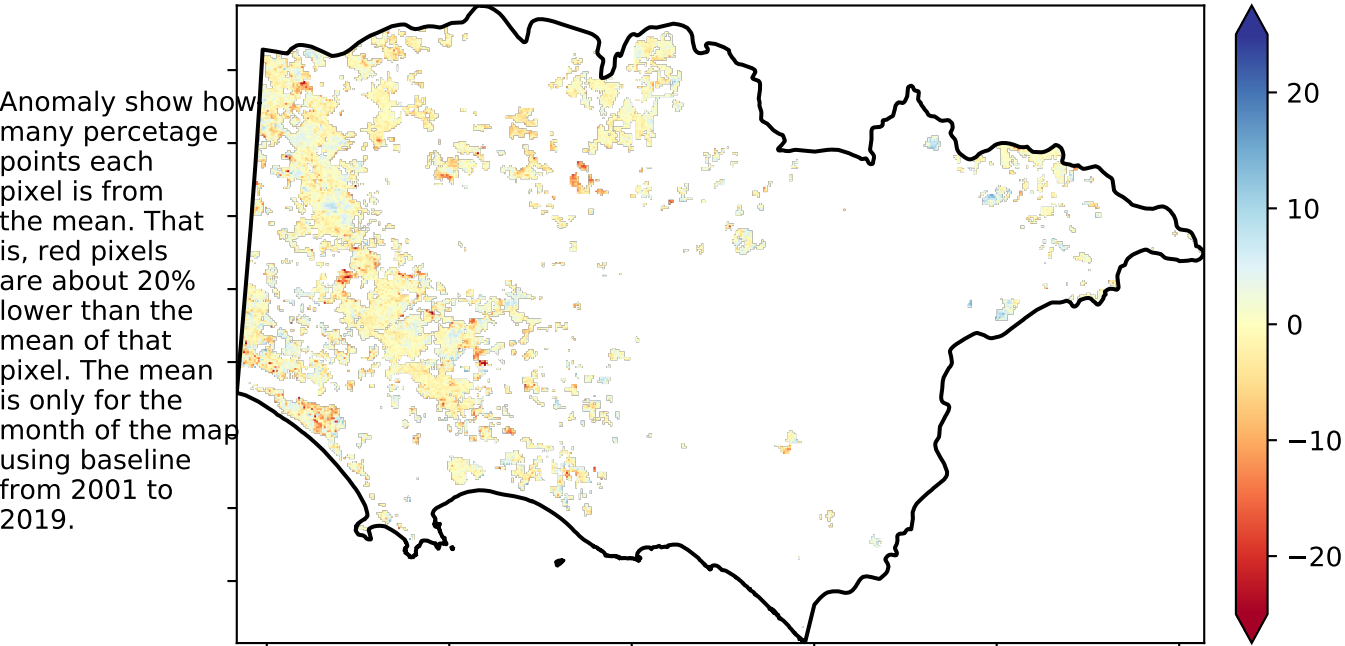 Anomaly show how
many percetage
points each
pixel is from
the mean. That
is, red pixels
are about 20%
lower than the
mean of that
pixel. The mean
is only for the
month of the map
using baseline
from 2001 to
2019.
20
10
0
−10
−20